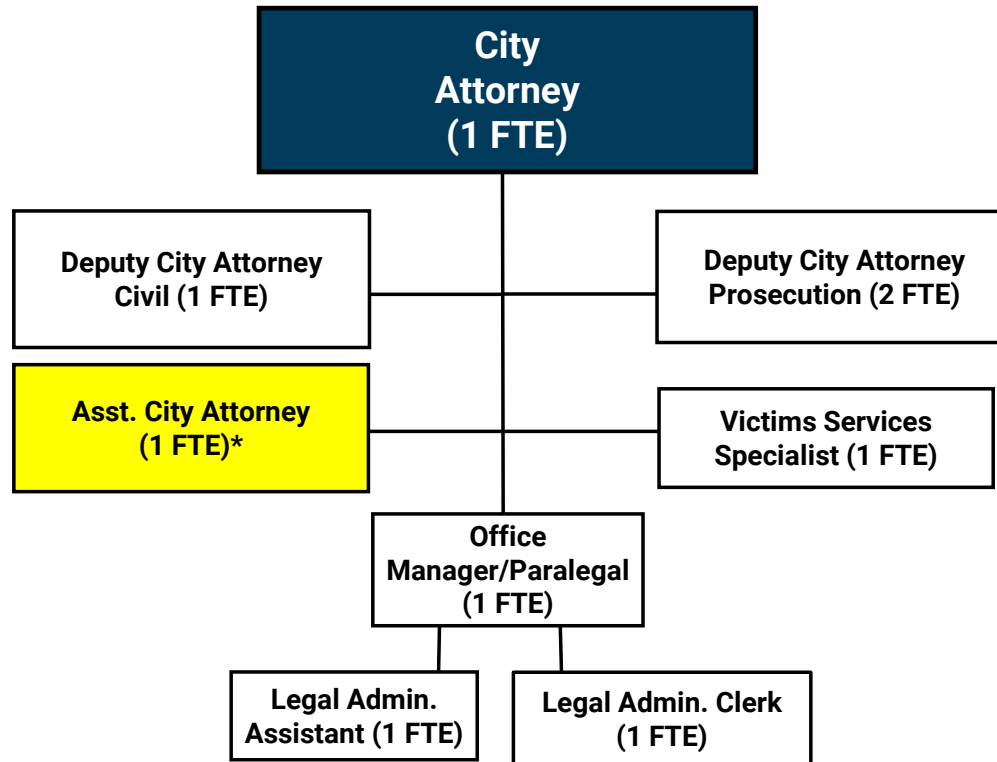 City
Attorney
(1 FTE)
Deputy City Attorney
Civil (1 FTE)
Deputy City Attorney
Prosecution (2 FTE)
Asst. City Attorney
(1 FTE)*
Victims Services
Specialist (1 FTE)
Office
Manager/Paralegal
(1 FTE)
Legal Admin.
Assistant (1 FTE)
Legal Admin. Clerk
(1 FTE)